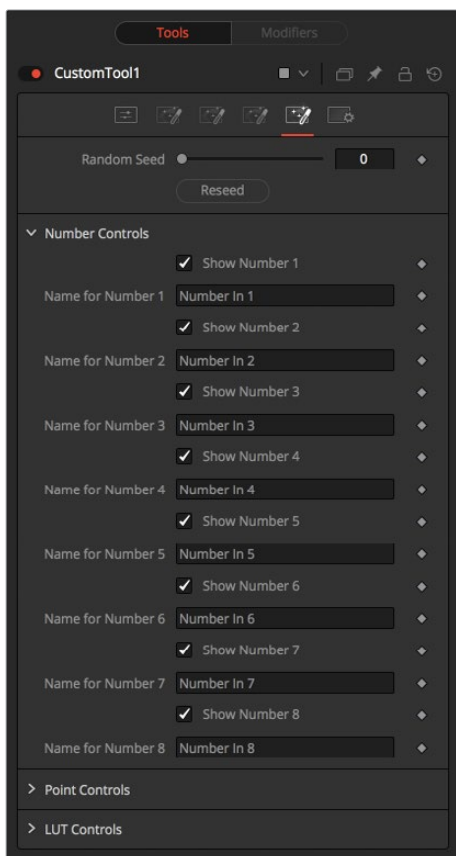 Tools Modifiers
CustomTool1
Random Seed 0
Reseed
Number Controls
Show Number 1
Name for Number 1 Number In 1
Show Number 2
Name for Number 2 Number In 2
Show Number 3
Name for Number 3 Number In 3
Show Number 4
Name for Number 4 Number In 4
Show Number 5
Name for Number 5 Number In 5
Show Number 6
Name for Number 6 Number In 6
Show Number 7
Name for Number 7 Number In 7
Show Number 8
Name for Number 8 Number In 8
Point Controls
LUT Controls